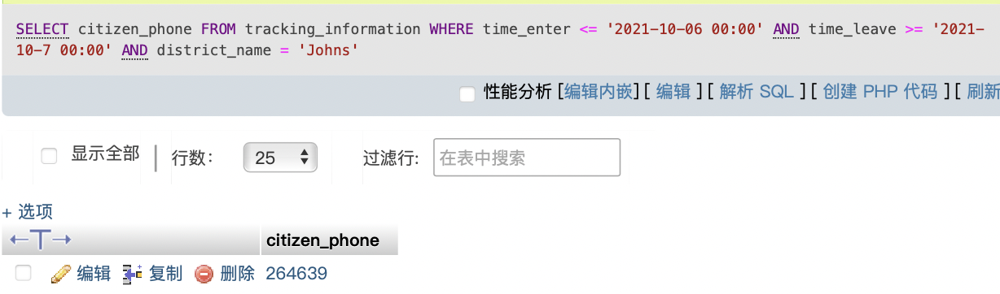 SELECT citizen_phone FROM tracking_information WHERE time_enter <= '2021-10-06 00:00' AND time_leave >= '2021-
10-7 00:00' AND district_name = 'Johns'
性能分析 [编辑内嵌] [ 编辑 ] [ 解析 SQL ] [ 创建 PHP 代码 ] [ 刷新
显示全部 行数： 25 过滤行: 在表中搜索
+ 选项
←T→ citizen_phone
编辑 复制 删除 264639